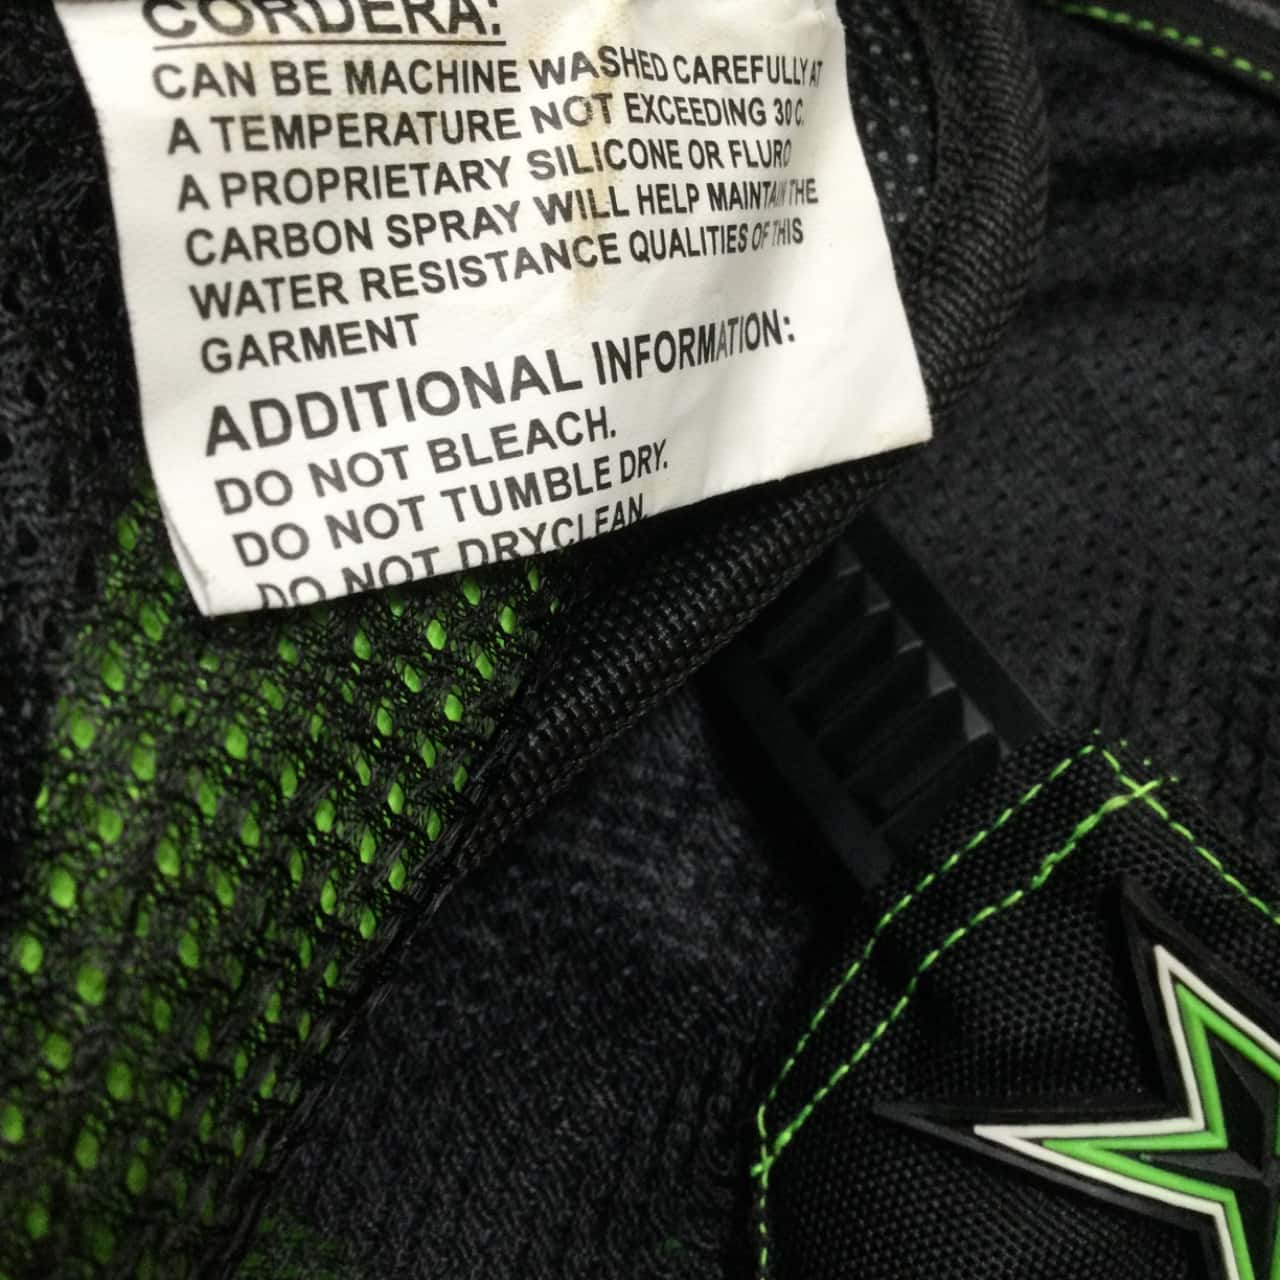 CORDERA:
CAN BE MACHINE WASHED CAREFULLY AT
A TEMPERATURE NOT EXCEEDING 30C.
A PROPRIETARY SILICONE OR FLURO
CARBON SPRAY WILL HELP MAINTAIN THE
WATER RESISTANCE QUALITIES OF THIS
GARMENT
ADDITIONAL INFORMATION:
DO NOT BLEACH.
DO NOT TUMBLE DRY.
DO NOT DRYCLEAN.